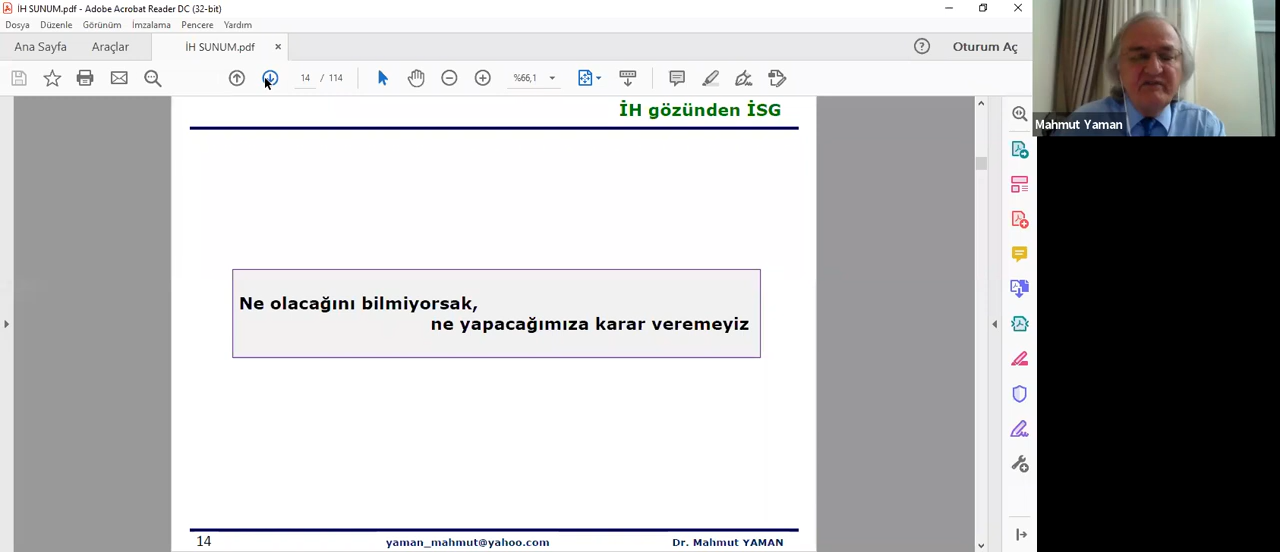 İH SUNUM.pdf - Adobe Acrobat Reader DC (32-bit)
Dosya Düzenle Görünüm İmzalama Pencere Yardım
Ana Sayfa Araçlar İH SUNUM.pdf Oturum Aç
14 / 114 %66,1
İH gözünden İSG
Ne olacağını bilmiyorsak,
ne yapacağımıza karar veremeyiz
14 yaman_mahmut@yahoo.com Dr. Mahmut YAMAN
Mahmut Yaman